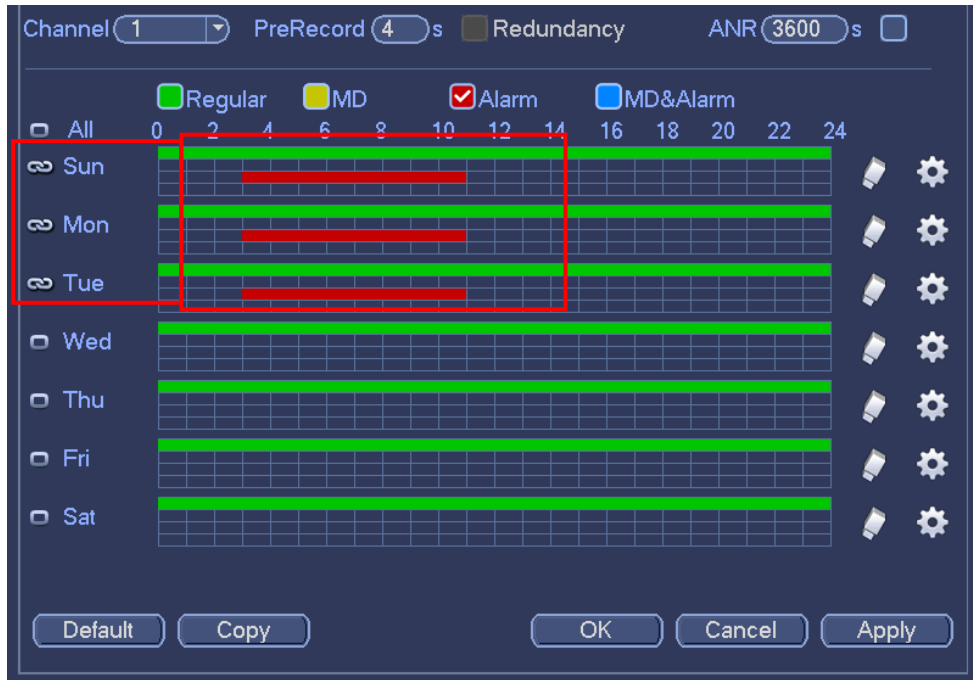 Channel 1 PreRecord 4 s Redundancy ANR 3600 s
Regular MD Alarm MD&Alarm
All 0 2 4 6 8 10 12 14 16 18 20 22 24
Sun
Mon
Tue
Wed
Thu
Fri
Sat
Default Copy OK Cancel Apply